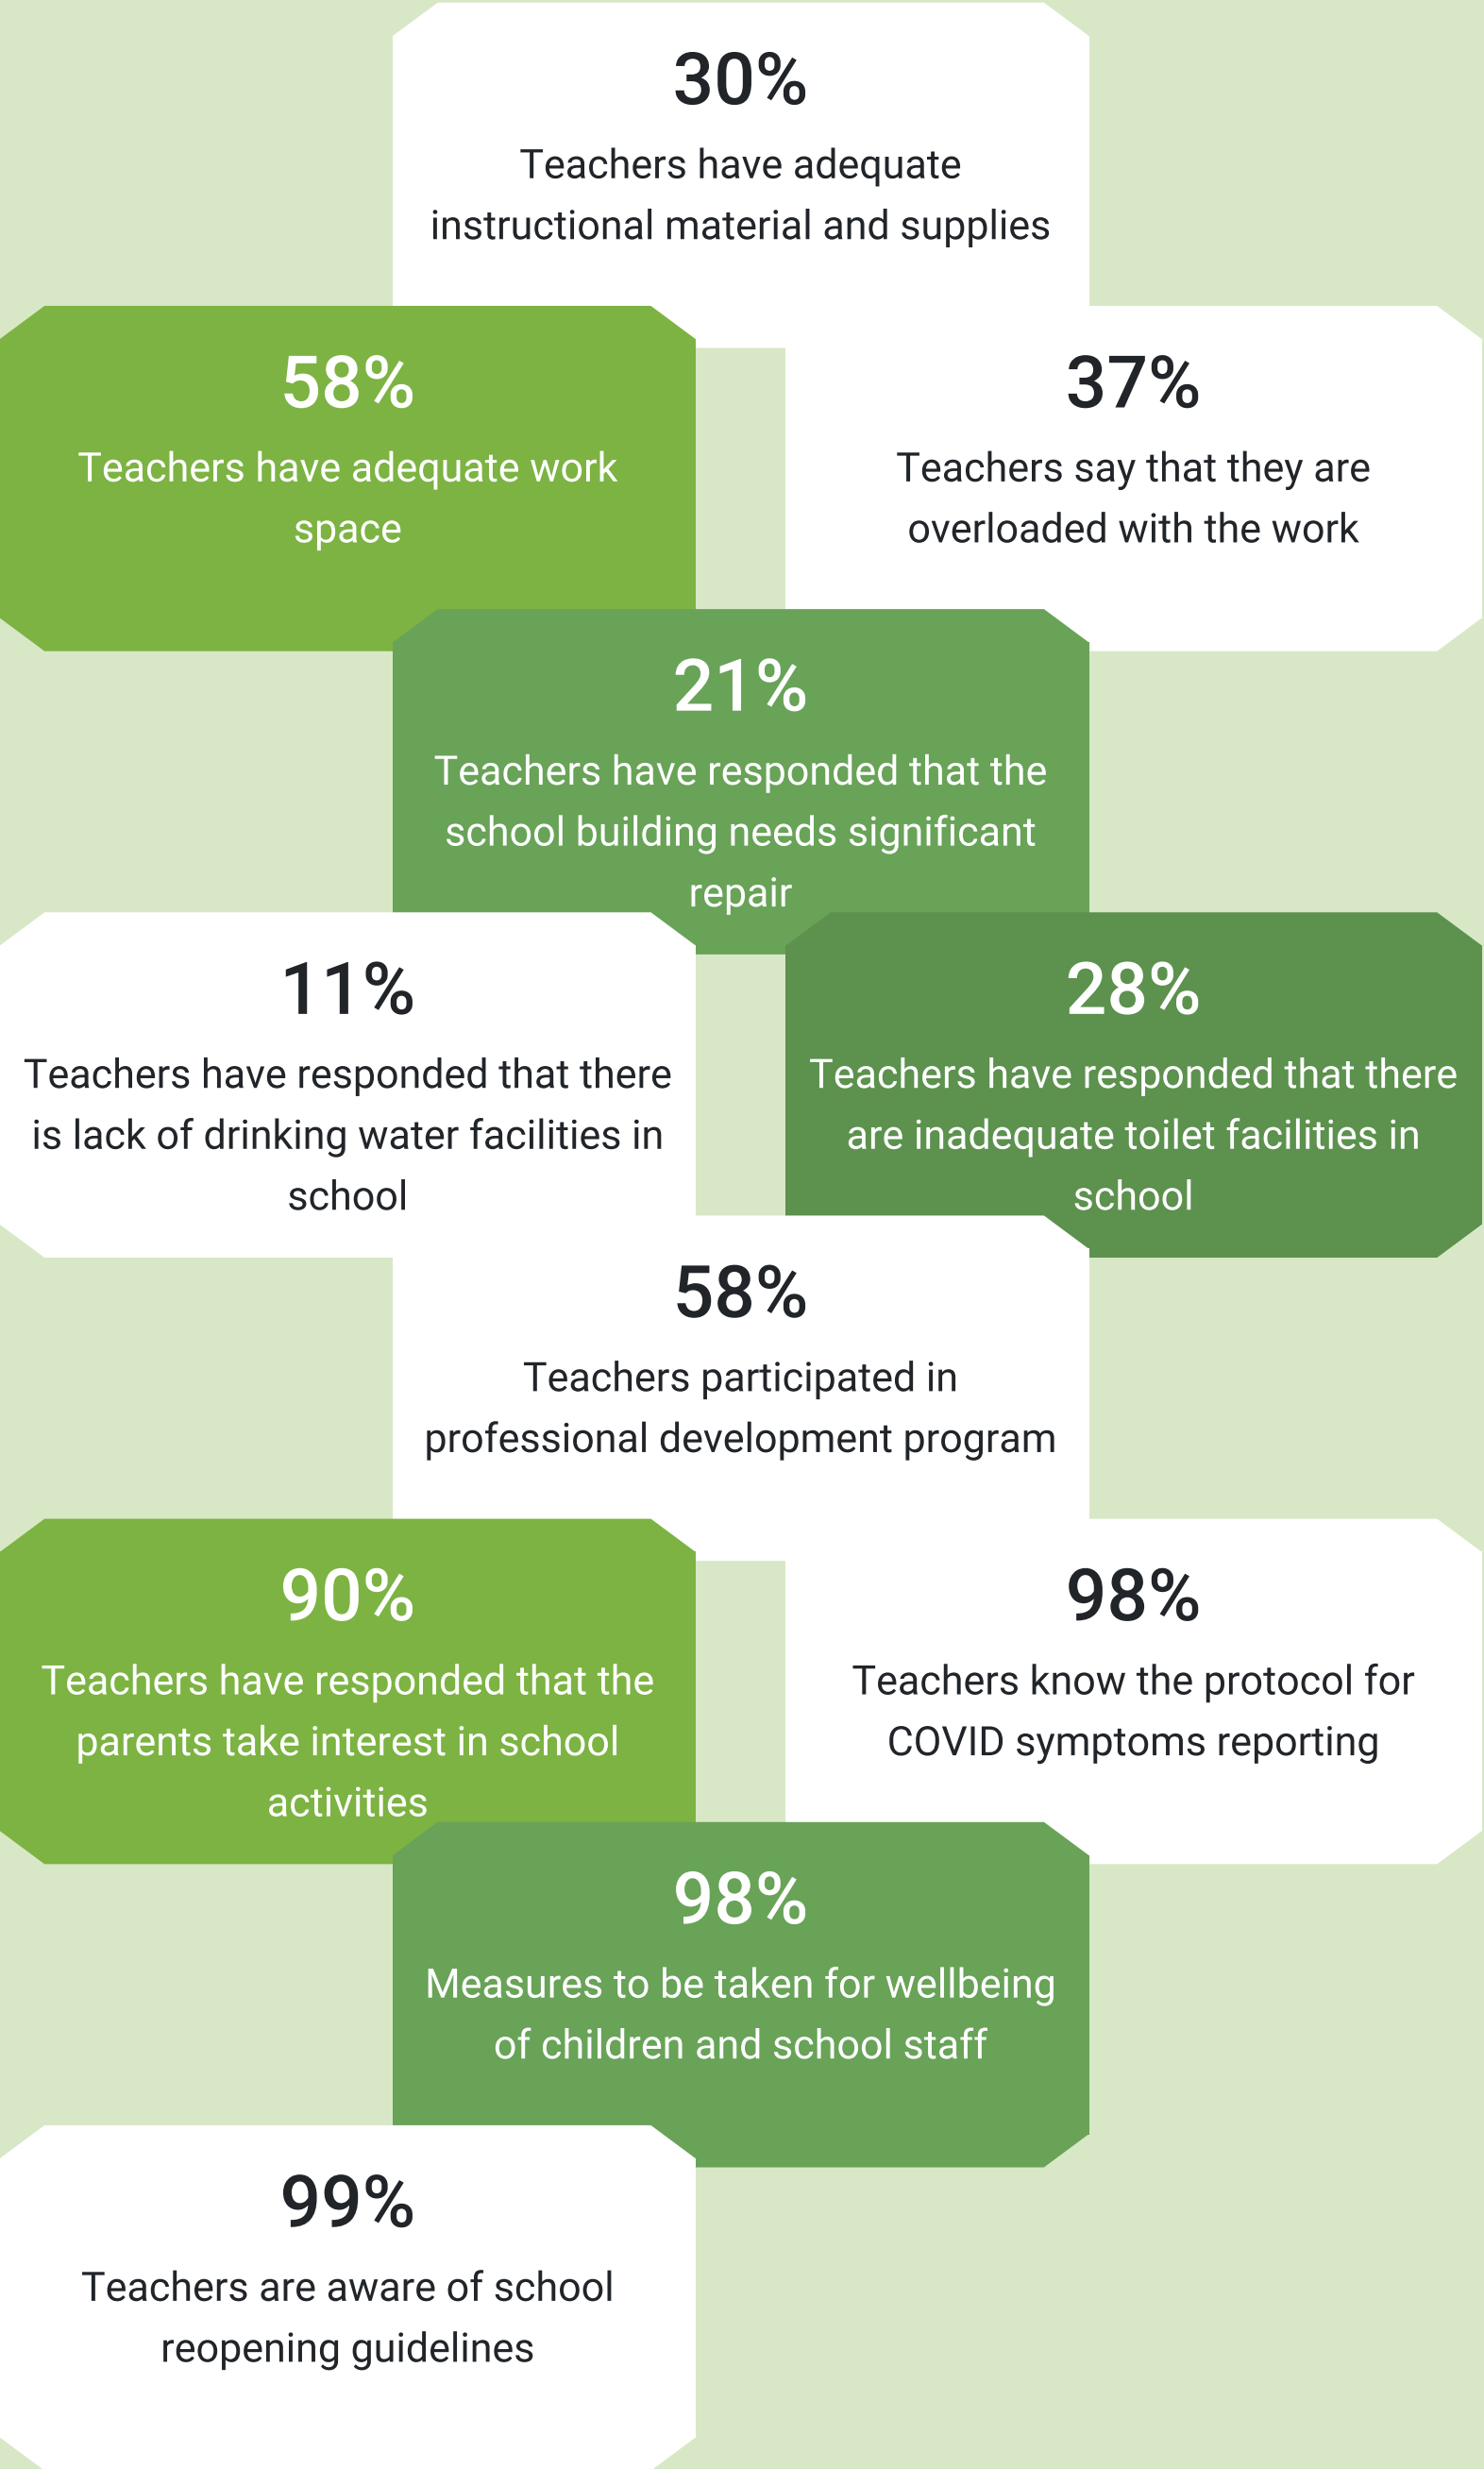 30%
Teachers have adequate
instructional material and supplies
58%
Teachers have adequate work
space
37%
Teachers say that they are
overloaded with the work
21%
Teachers have responded that the
school building needs significant
repair
11%
Teachers have responded that there
is lack of drinking water facilities in
school
28%
Teachers have responded that there
are inadequate toilet facilities in
school
58%
Teachers participated in
professional development program
90%
Teachers have responded that the
parents take interest in school
activities
98%
Teachers know the protocol for
COVID symptoms reporting
98%
Measures to be taken for wellbeing
of children and school staff
99%
Teachers are aware of school
reopening guidelines